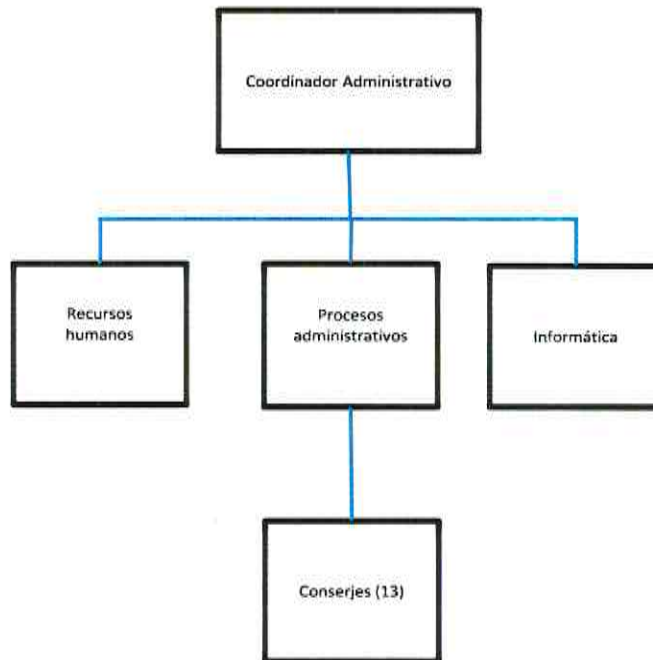 Coordinador Administrativo
Recursos
humanos
Procesos
administrativos
Informática
Conserjes (13)